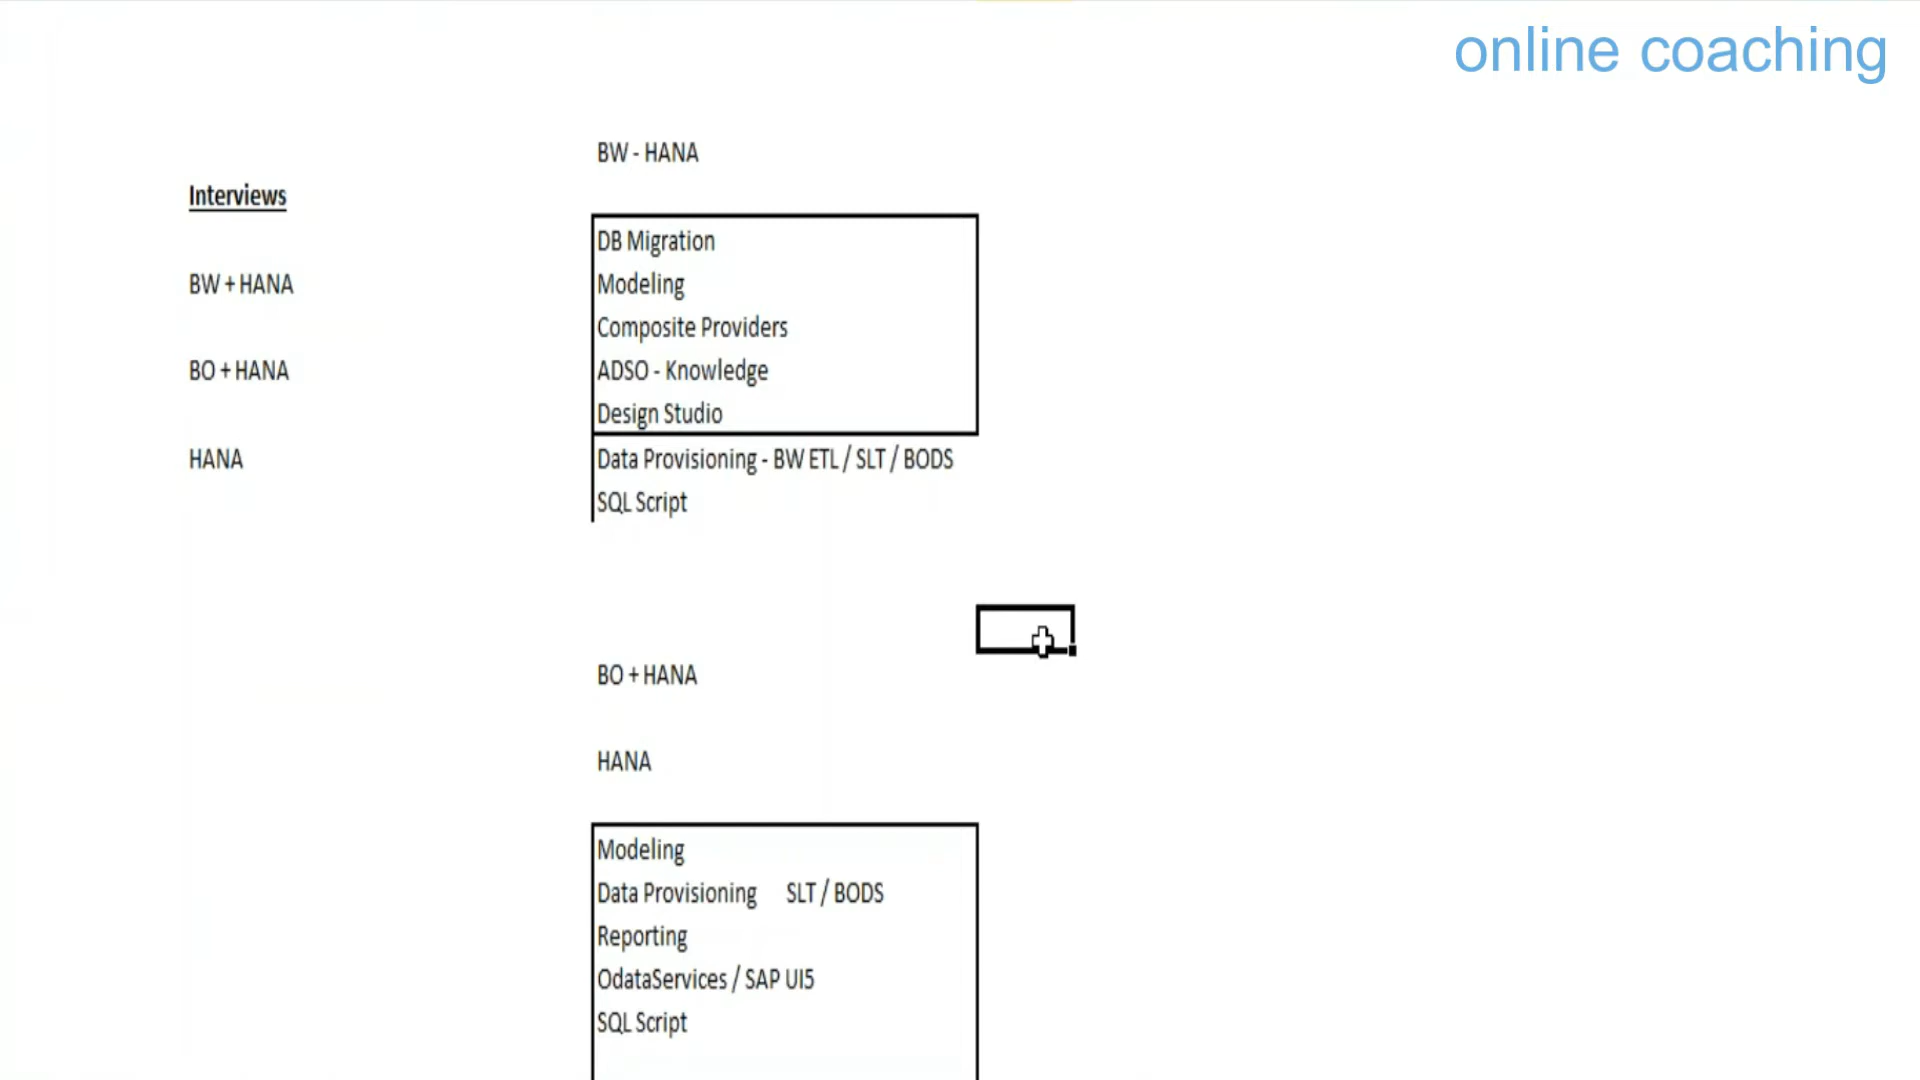 online coaching
BW - HANA
Interviews
DB Migration
BW + HANA
Modeling
Composite Providers
BO + HANA
ADSO - Knowledge
Design Studio
HANA
Data Provisioning - BW ETL / SLT / BODS
SQL Script
BO + HANA
HANA
Modeling
Data Provisioning SLT / BODS
Reporting
OdataServices / SAP UI5
SQL Script